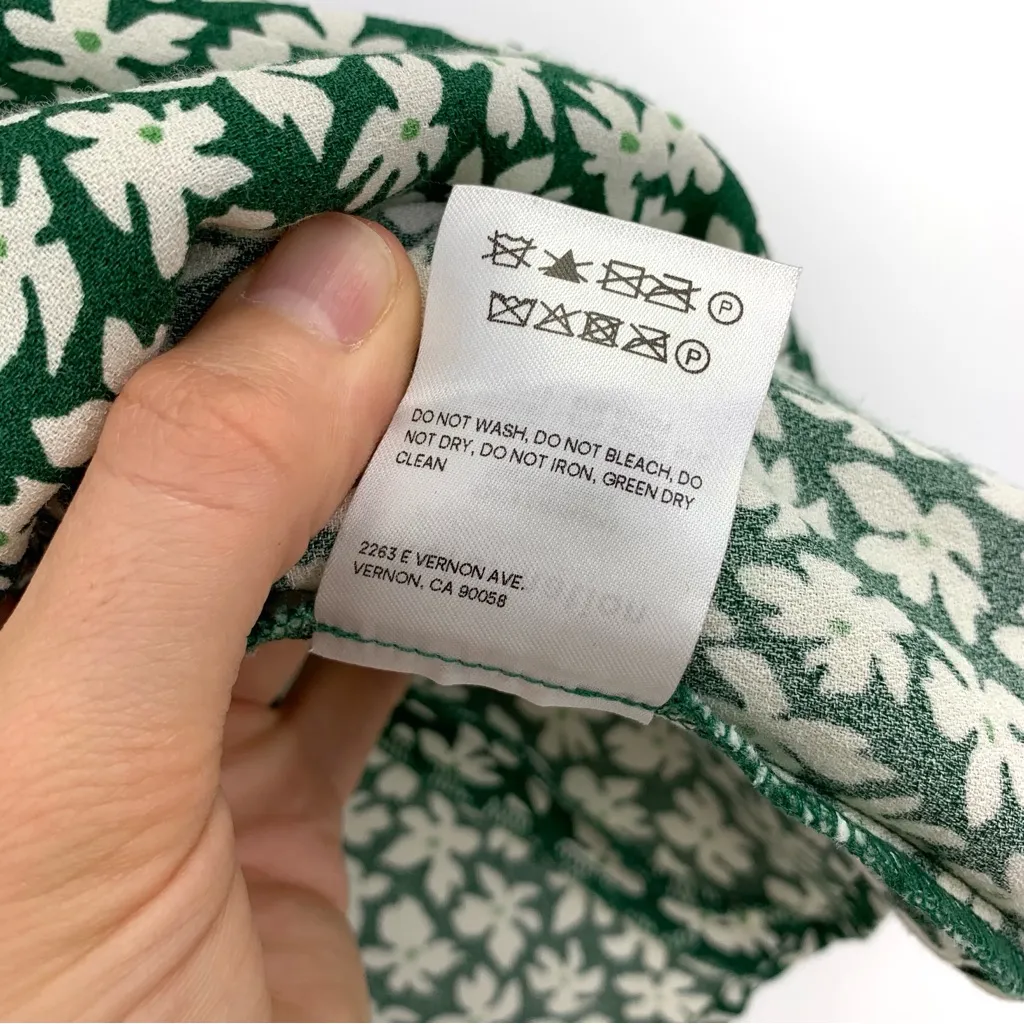 P
P
DO NOT WASH, DO NOT BLEACH, DO
NOT DRY, DO NOT IRON, GREEN DRY
CLEAN
2263 E VERNON AVE.
VERNON, CA 90058